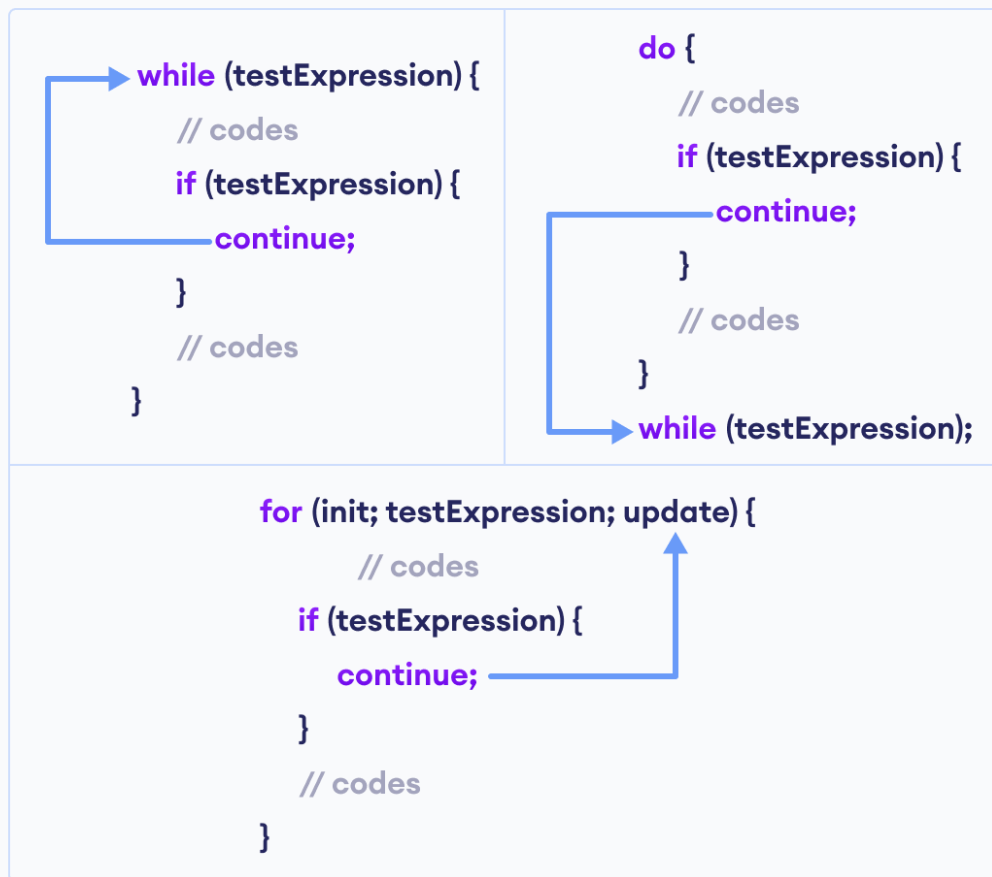 while (testExpression) {
// codes
if (testExpression) {
continue;
}
// codes
}
do {
// codes
if (testExpression) {
continue;
}
// codes
}
while (testExpression);
for (init; testExpression; update) {
// codes
if (testExpression) {
continue;
}
// codes
}